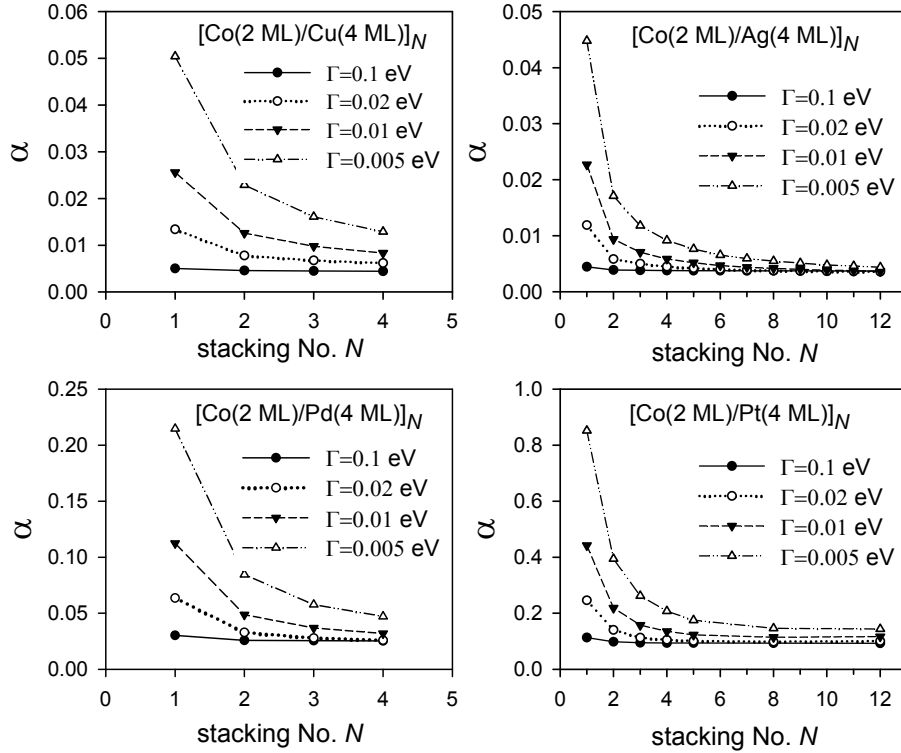 [Co(2 ML)/Cu(4 ML)]N
Γ=0.1 eV
Γ=0.02 eV
Γ=0.01 eV
Γ=0.005 eV
0.06
0.05
0.04
0.03
0.02
0.01
0.00
α
0 1 2 3 4 5
stacking No. N
[Co(2 ML)/Ag(4 ML)]N
Γ=0.1 eV
Γ=0.02 eV
Γ=0.01 eV
Γ=0.005 eV
0.05
0.04
0.03
0.02
0.01
0.00
α
0 2 4 6 8 10 12
stacking No. N
[Co(2 ML)/Pd(4 ML)]N
Γ=0.1 eV
Γ=0.02 eV
Γ=0.01 eV
Γ=0.005 eV
0.25
0.20
0.15
0.10
0.05
0.00
α
0 1 2 3 4 5
stacking No. N
[Co(2 ML)/Pt(4 ML)]N
Γ=0.1 eV
Γ=0.02 eV
Γ=0.01 eV
Γ=0.005 eV
1.0
0.8
0.6
0.4
0.2
0.0
α
0 2 4 6 8 10 12
stacking No. N